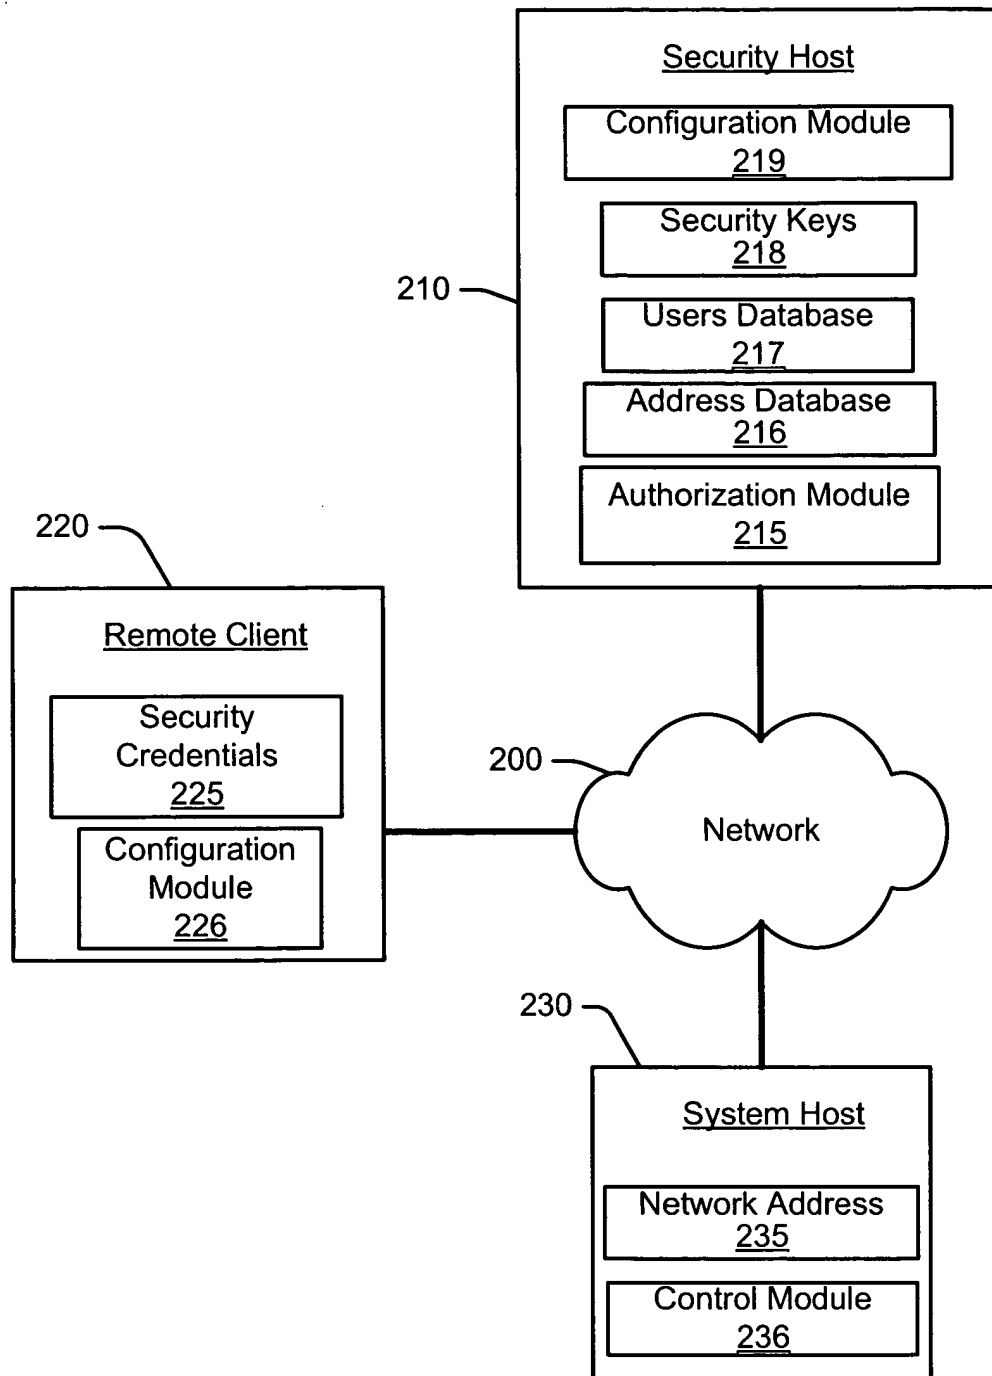 Security Host
Configuration Module
219
Security Keys
218
210
Users Database
217
Address Database
216
Authorization Module
215
220
Remote Client
Security
Credentials
225
Configuration
Module
226
200
Network
230
System Host
Network Address
235
Control Module
236